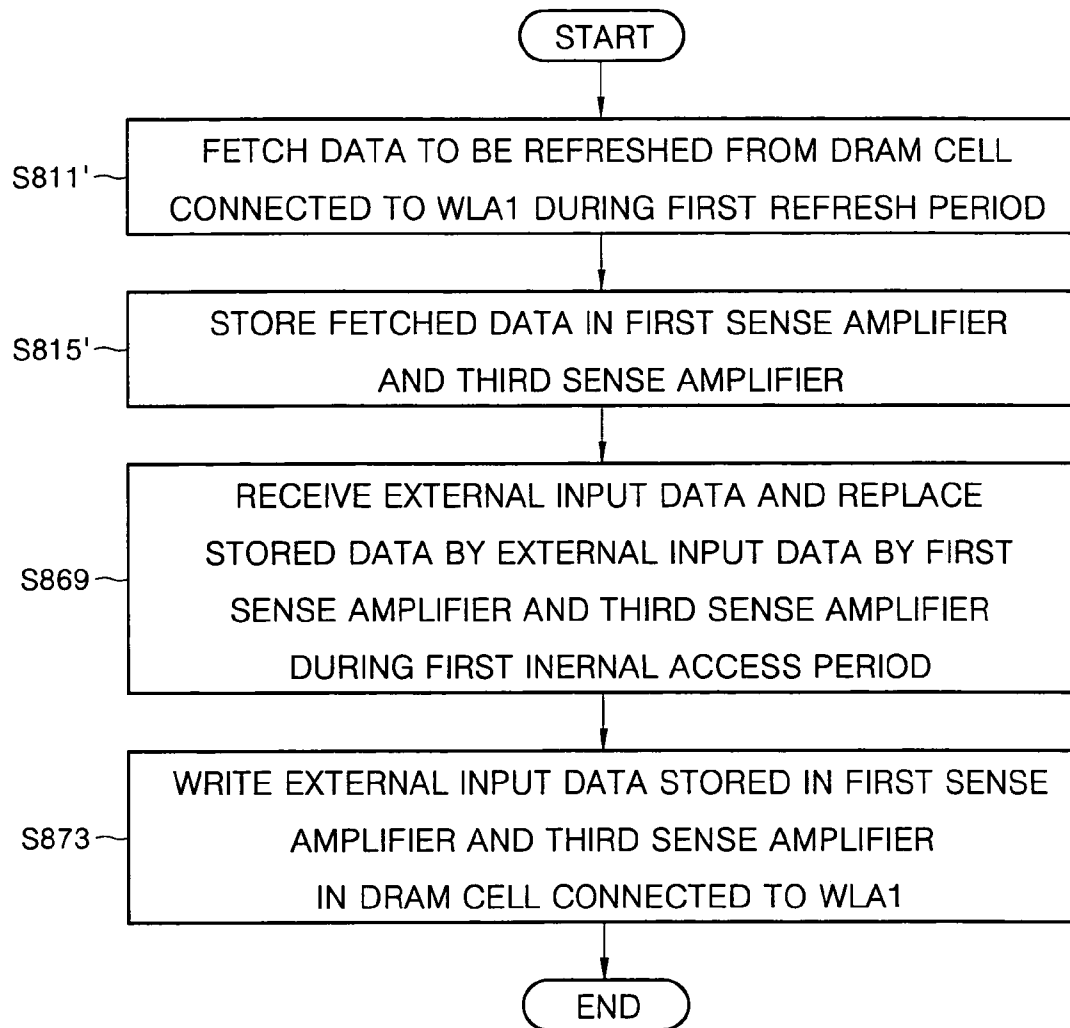 START
S811'
FETCH DATA TO BE REFRESHED FROM DRAM CELL
CONNECTED TO WLA1 DURING FIRST REFRESH PERIOD
S815'
STORE FETCHED DATA IN FIRST SENSE AMPLIFIER
AND THIRD SENSE AMPLIFIER
S869
RECEIVE EXTERNAL INPUT DATA AND REPLACE
STORED DATA BY EXTERNAL INPUT DATA BY FIRST
SENSE AMPLIFIER AND THIRD SENSE AMPLIFIER
DURING FIRST INERNAL ACCESS PERIOD
S873
WRITE EXTERNAL INPUT DATA STORED IN FIRST SENSE
AMPLIFIER AND THIRD SENSE AMPLIFIER
IN DRAM CELL CONNECTED TO WLA1
END